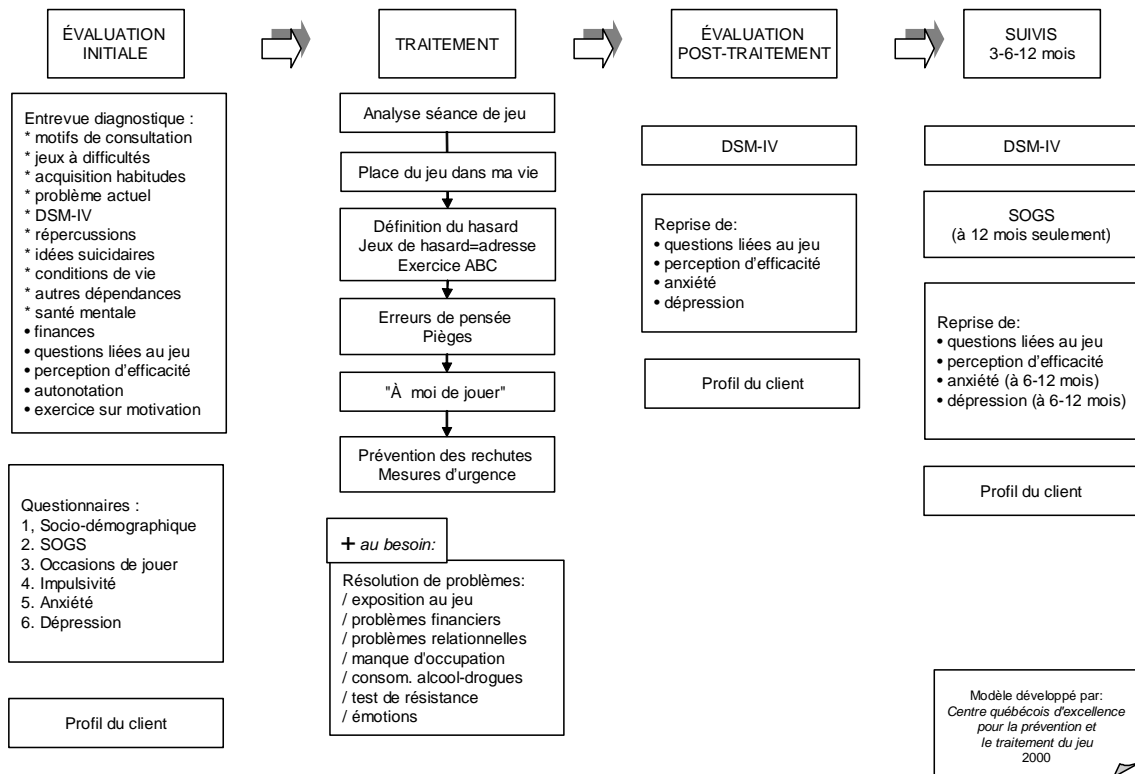 ÉVALUATION
INITIALE
TRAITEMENT
ÉVALUATION
POST-TRAITEMENT
SUIVIS
3-6-12 mois
Entrevue diagnostique :
* motifs de consultation
* jeux à difficultés
* acquisition habitudes
* problème actuel
* DSM-IV
* répercussions
* idées suicidaires
* conditions de vie
* autres dépendances
* santé mentale
• finances
• questions liées au jeu
• perception d'efficacité
• autonotation
• exercice sur motivation
Questionnaires :
1, Socio-démographique
2. SOGS
3. Occasions de jouer
4. Impulsivité
5. Anxiété
6. Dépression
Profil du client
Analyse séance de jeu
Place du jeu dans ma vie
Définition du hasard
Jeux de hasard=adresse
Exercice ABC
Erreurs de pensée
Pièges
"À moi de jouer"
Prévention des rechutes
Mesures d'urgence
+ au besoin:
Résolution de problèmes:
/ exposition au jeu
/ problèmes financiers
/ problèmes relationnelles
/ manque d'occupation
/ consom. alcool-drogues
/ test de résistance
/ émotions
DSM-IV
Reprise de:
• questions liées au jeu
• perception d'efficacité
• anxiété
• dépression
Profil du client
DSM-IV
SOGS
(à 12 mois seulement)
Reprise de:
• questions liées au jeu
• perception d'efficacité
• anxiété (à 6-12 mois)
• dépression (à 6-12 mois)
Profil du client
Modèle développé par:
Centre québécois d'excellence
pour la prévention et
le traitement du jeu
2000